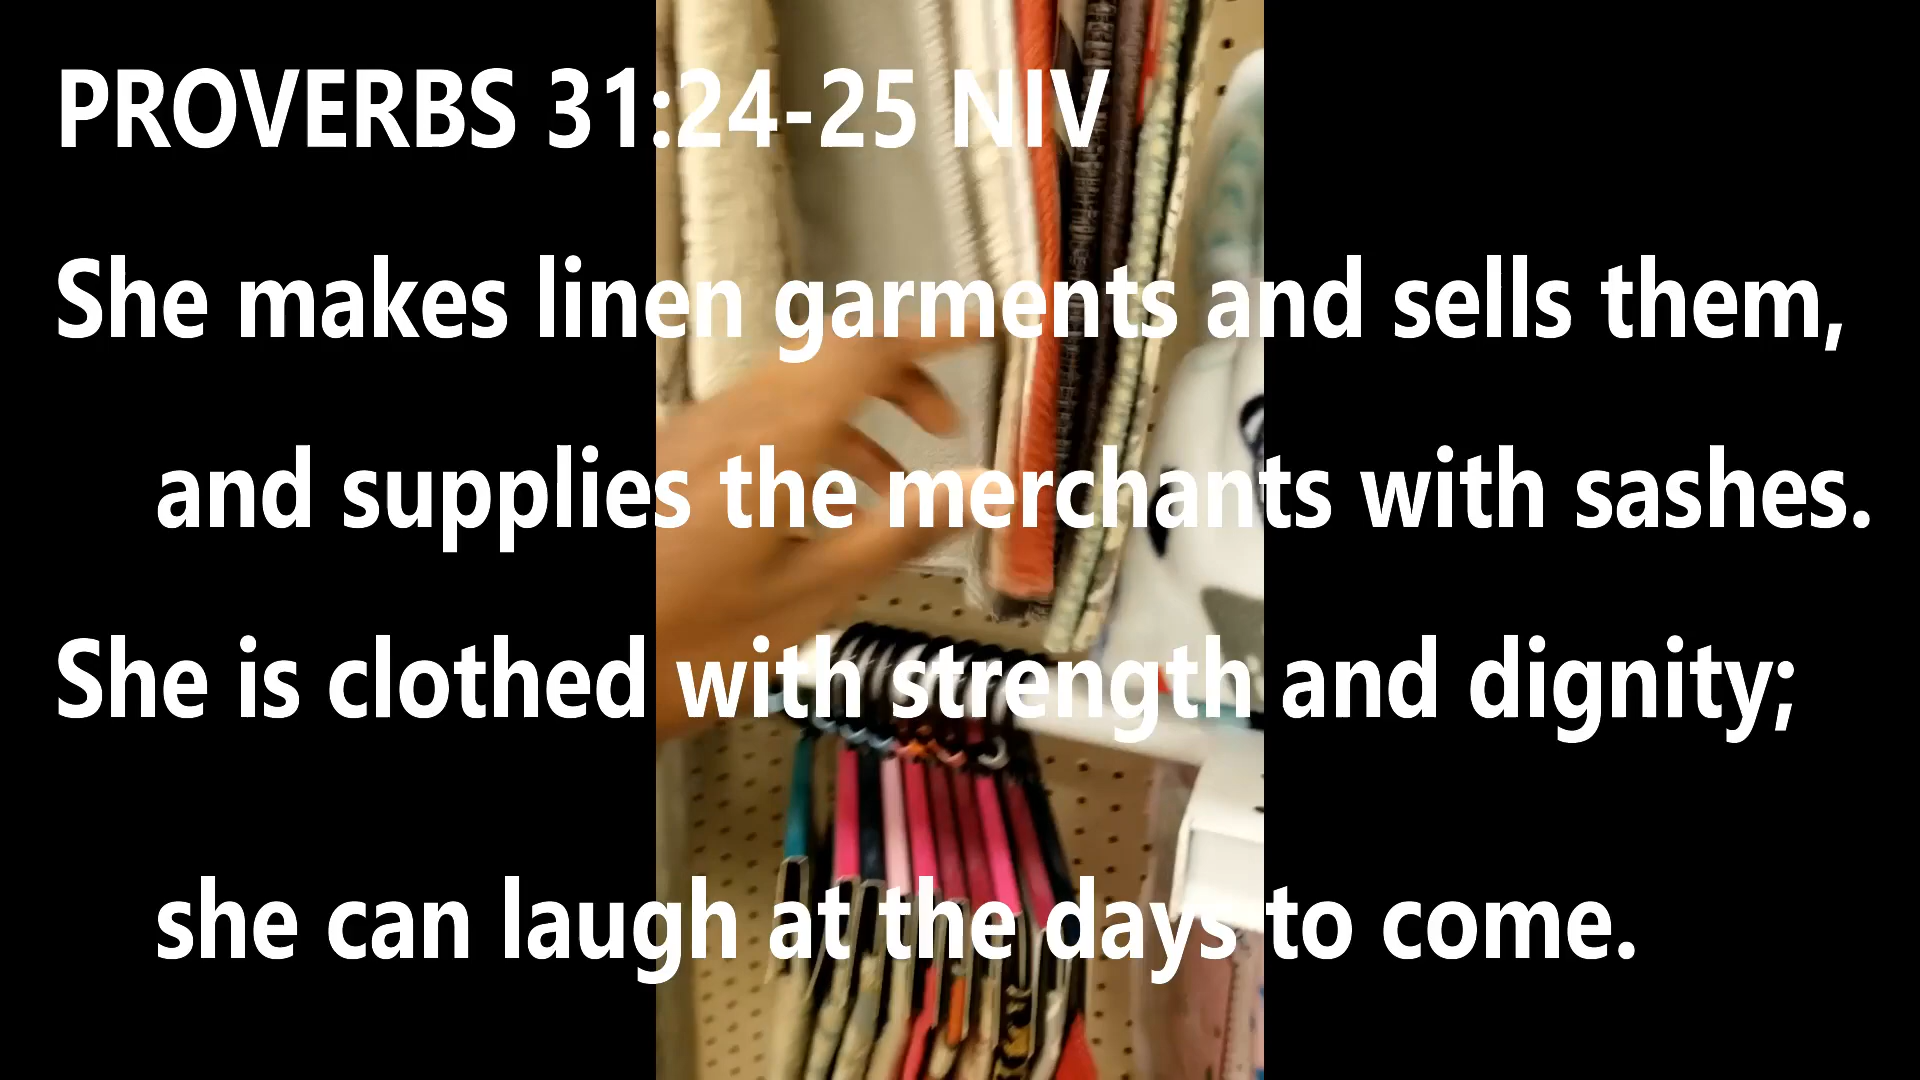 PROVERBS 31:24-25 NIV
She makes linen garments and sells them,
and supplies the merchants with sashes.
She is clothed with strength and dignity;
she can laugh at the days to come.